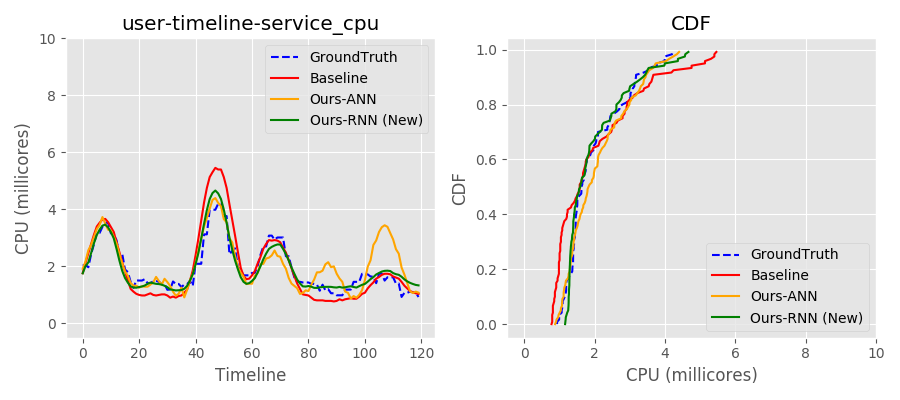 user-timeline-service_cpu
CPU (millicores)
10
8
6
4
2
0
GroundTruth
Baseline
Ours-ANN
Ours-RNN (New)
0 20 40 60 80 100 120
Timeline
CDF
CDF
1.0
0.8
0.6
0.4
0.2
0.0
GroundTruth
Baseline
Ours-ANN
Ours-RNN (New)
0 2 4 6 8 10
CPU (millicores)